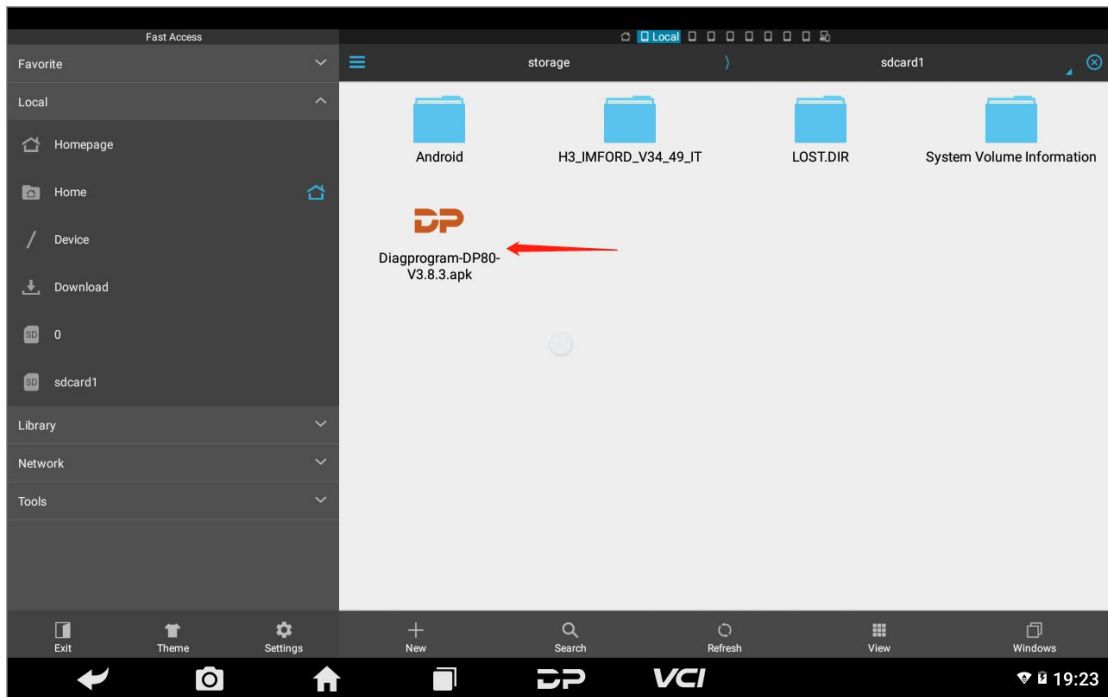 Fast Access
Favorite
Local
Homepage
Home
Device
Download
SD 0
SD sdcard1
Library
Network
Tools
Exit
Theme
Settings
Local
storage
sdcard1
Android
H3_IMFORD_V34_49_IT
LOST.DIR
System Volume Information
DP
Diagprogram-DP80-
V3.8.3.apk
New
Search
Refresh
View
Windows
DP
VCI
19:23